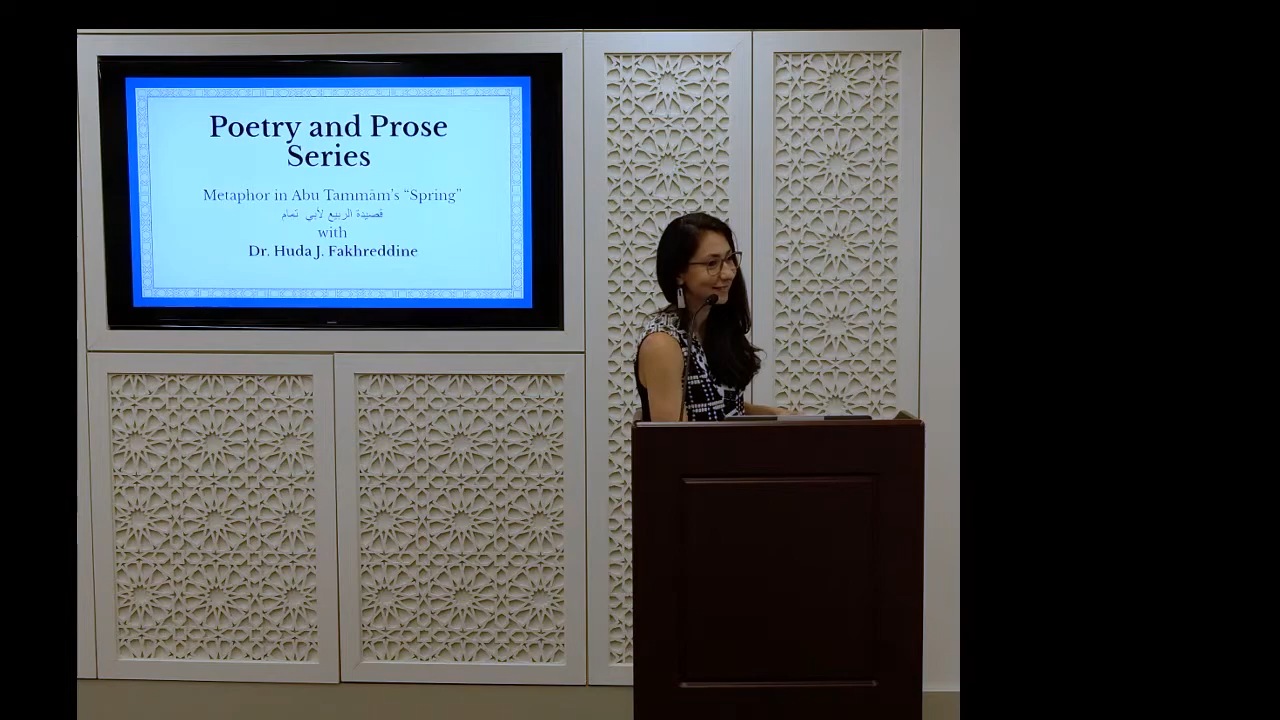 Poetry and Prose
Series
Metaphor in Abu Tammām's “Spring”
قصيدة الربيع لأبي تمام
with
Dr. Huda J. Fakhreddine